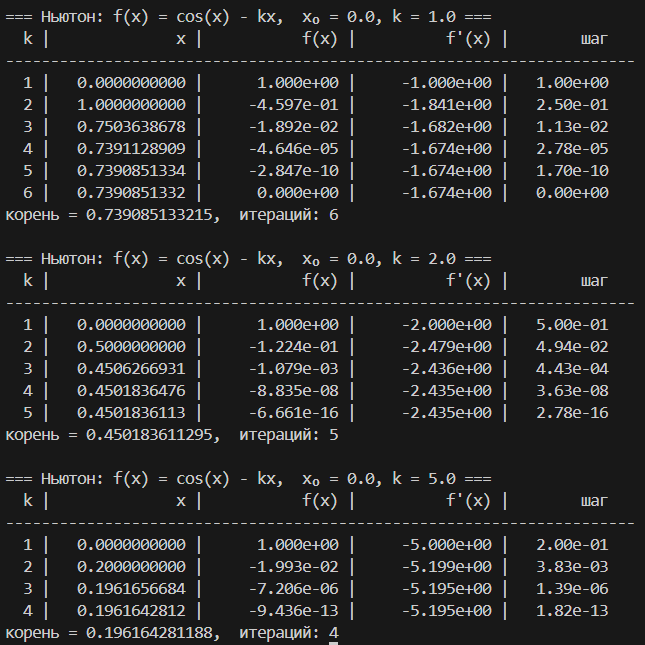 === Ньютон: f(x) = cos(x) - kx,  x₀ = 0.0, k = 1.0 ===
  k |              x |           f(x) |          f'(x) |        шаг
----------------------------------------------------------------------
  1 |   0.0000000000 |      1.000e+00 |     -1.000e+00 |   1.00e+00
  2 |   1.0000000000 |     -4.597e-01 |     -1.841e+00 |   2.50e-01
  3 |   0.7503638678 |     -1.892e-02 |     -1.682e+00 |   1.13e-02
  4 |   0.7391128909 |     -4.646e-05 |     -1.674e+00 |   2.78e-05
  5 |   0.7390851334 |     -2.847e-10 |     -1.674e+00 |   1.70e-10
  6 |   0.7390851332 |      0.000e+00 |     -1.674e+00 |   0.00e+00
корень = 0.739085133215,  итераций: 6

=== Ньютон: f(x) = cos(x) - kx,  x₀ = 0.0, k = 2.0 ===
  k |              x |           f(x) |          f'(x) |        шаг
----------------------------------------------------------------------
  1 |   0.0000000000 |      1.000e+00 |     -2.000e+00 |   5.00e-01
  2 |   0.5000000000 |     -1.224e-01 |     -2.479e+00 |   4.94e-02
  3 |   0.4506266931 |     -1.079e-03 |     -2.436e+00 |   4.43e-04
  4 |   0.4501836476 |     -8.835e-08 |     -2.435e+00 |   3.63e-08
  5 |   0.4501836113 |     -6.661e-16 |     -2.435e+00 |   2.78e-16
корень = 0.450183611295,  итераций: 5

=== Ньютон: f(x) = cos(x) - kx,  x₀ = 0.0, k = 5.0 ===
  k |              x |           f(x) |          f'(x) |        шаг
----------------------------------------------------------------------
  1 |   0.0000000000 |      1.000e+00 |     -5.000e+00 |   2.00e-01
  2 |   0.2000000000 |     -1.993e-02 |     -5.199e+00 |   3.83e-03
  3 |   0.1961656684 |     -7.206e-06 |     -5.195e+00 |   1.39e-06
  4 |   0.1961642812 |     -9.436e-13 |     -5.195e+00 |   1.82e-13
корень = 0.196164281188,  итераций: 4